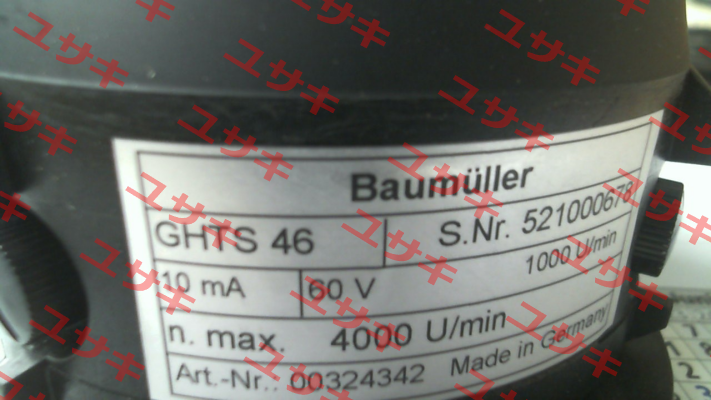 Baumüller
GHTS 46 S.Nr. 521000678
10 mA 60 V 1000 U/min
n. max. 4000 U/min
Art.-Nr.: 00324342 Made in Germany
ユサキ